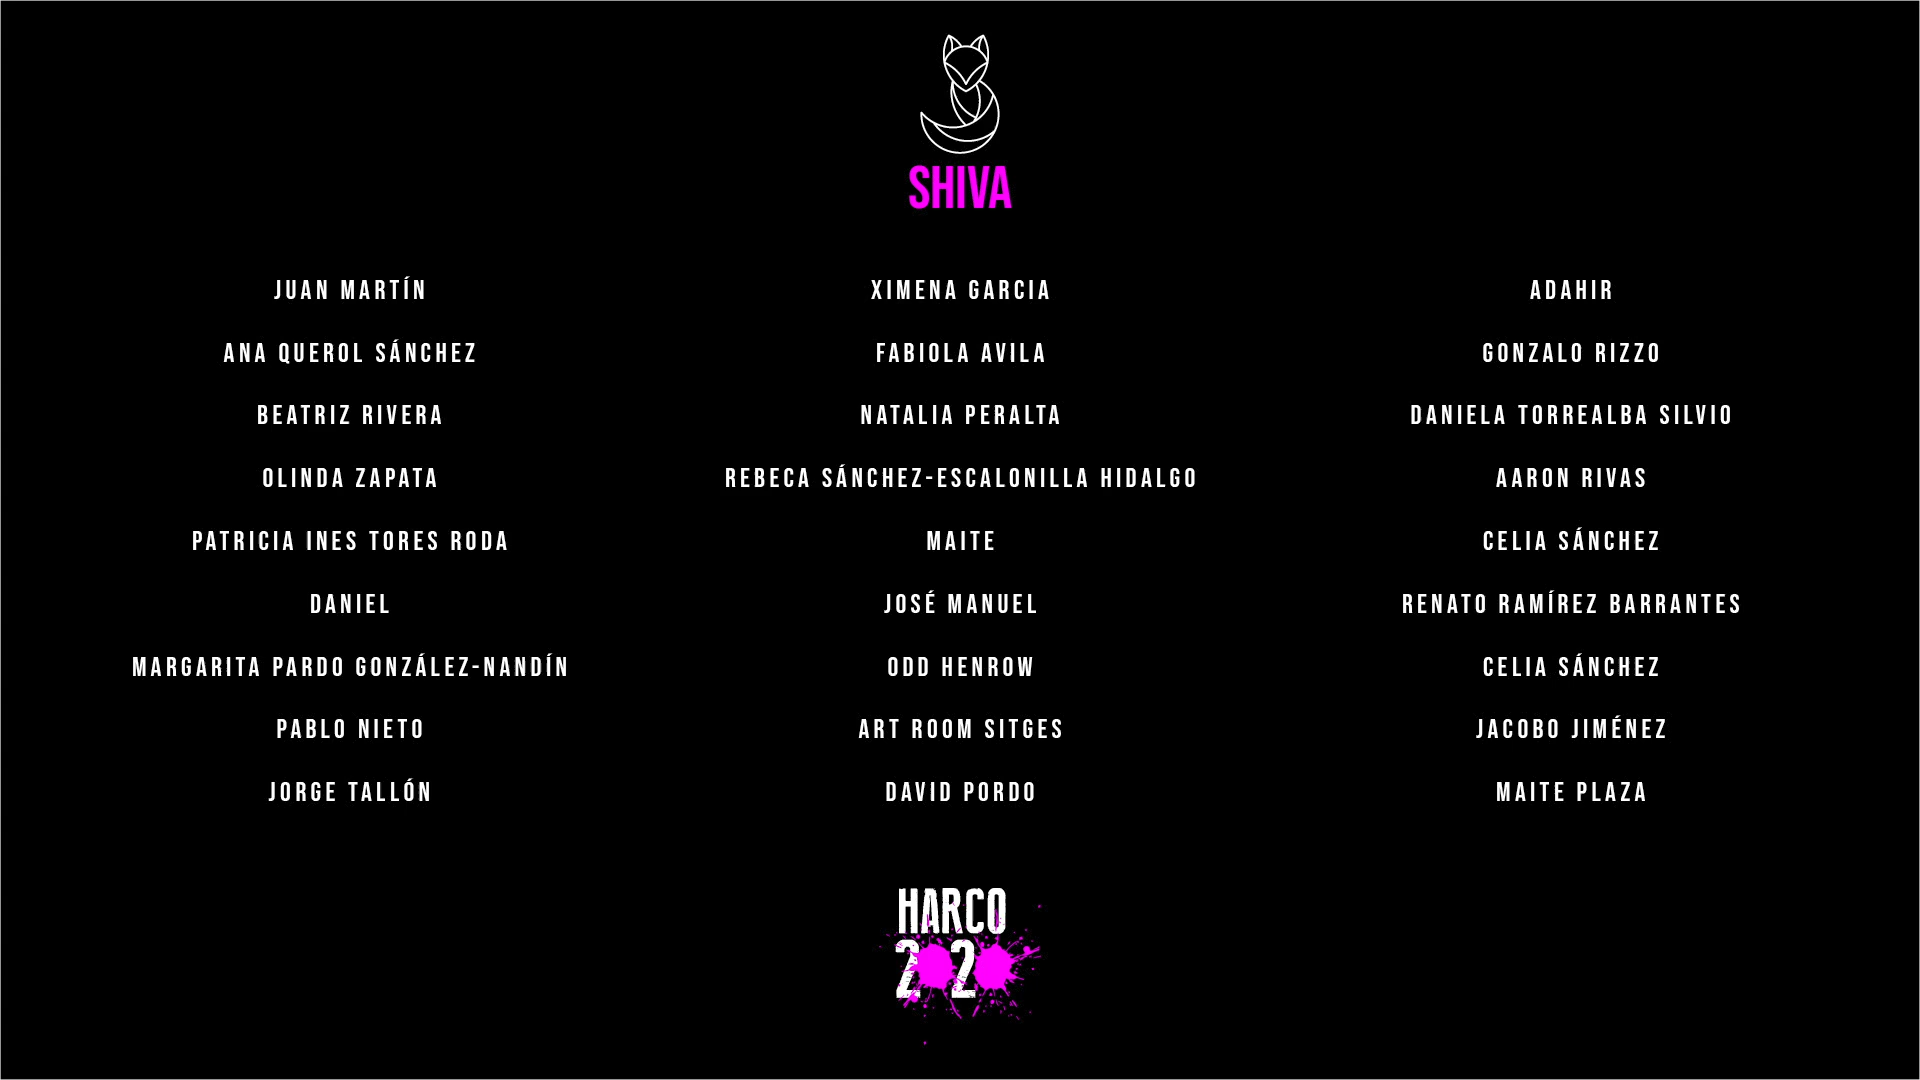 SHIVA
JUAN MARTÍN
ANA QUEROL SÁNCHEZ
BEATRIZ RIVERA
OLINDA ZAPATA
PATRICIA INES TORES RODA
DANIEL
MARGARITA PARDO GONZÁLEZ-NANDÍN
PABLO NIETO
JORGE TALLÓN
XIMENA GARCIA
FABIOLA AVILA
NATALIA PERALTA
REBECA SÁNCHEZ-ESCALONILLA HIDALGO
MAITE
JOSÉ MANUEL
ODD HENROW
ART ROOM SITGES
DAVID PORDO
ADAHIR
GONZALO RIZZO
DANIELA TORREALBA SILVIO
AARON RIVAS
CELIA SÁNCHEZ
RENATO RAMÍREZ BARRANTES
CELIA SÁNCHEZ
JACOBO JIMÉNEZ
MAITE PLAZA
HARCO
2020